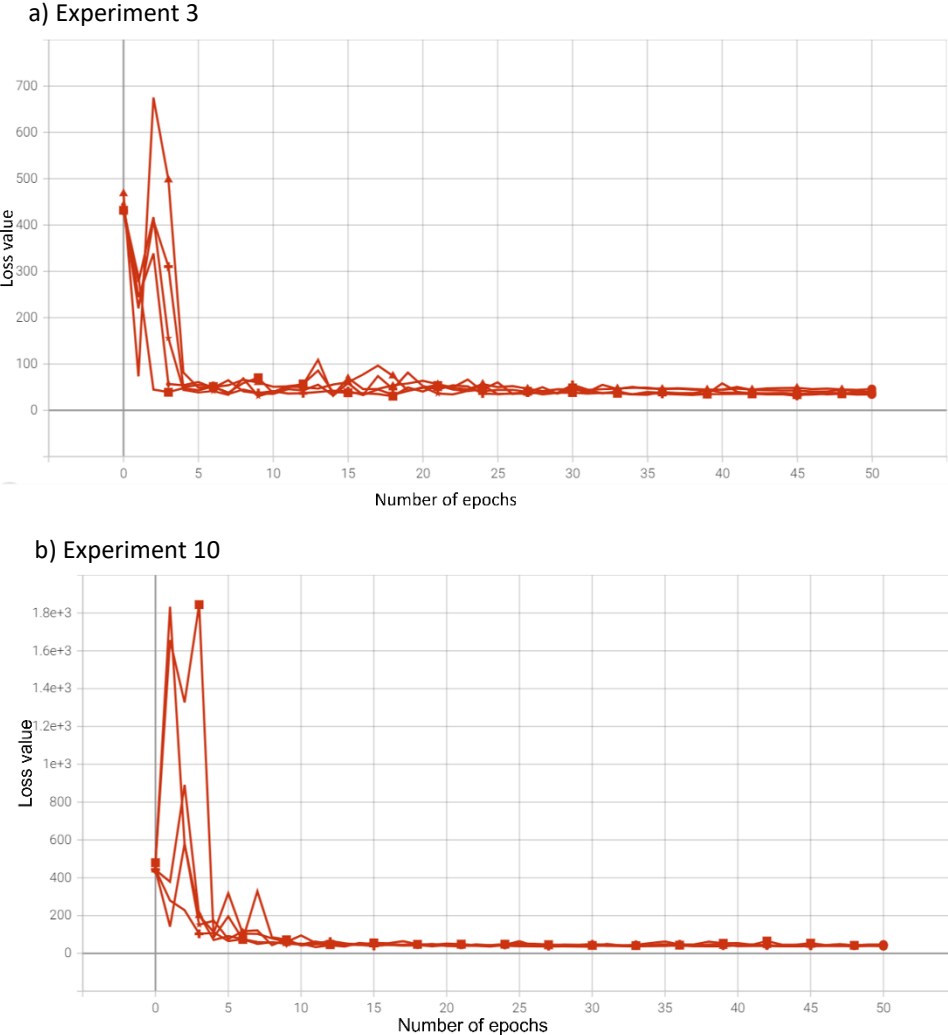 a) Experiment 3
700
600
500
400
300
200
100
0
Loss value
0 5 10 15 20 25 30 35 40 45 50
Number of epochs
b) Experiment 10
1.8e+3
1.6e+3
1.4e+3
1.2e+3
1e+3
800
600
400
200
0
Loss value
0 5 10 15 20 25 30 35 40 45 50
Number of epochs